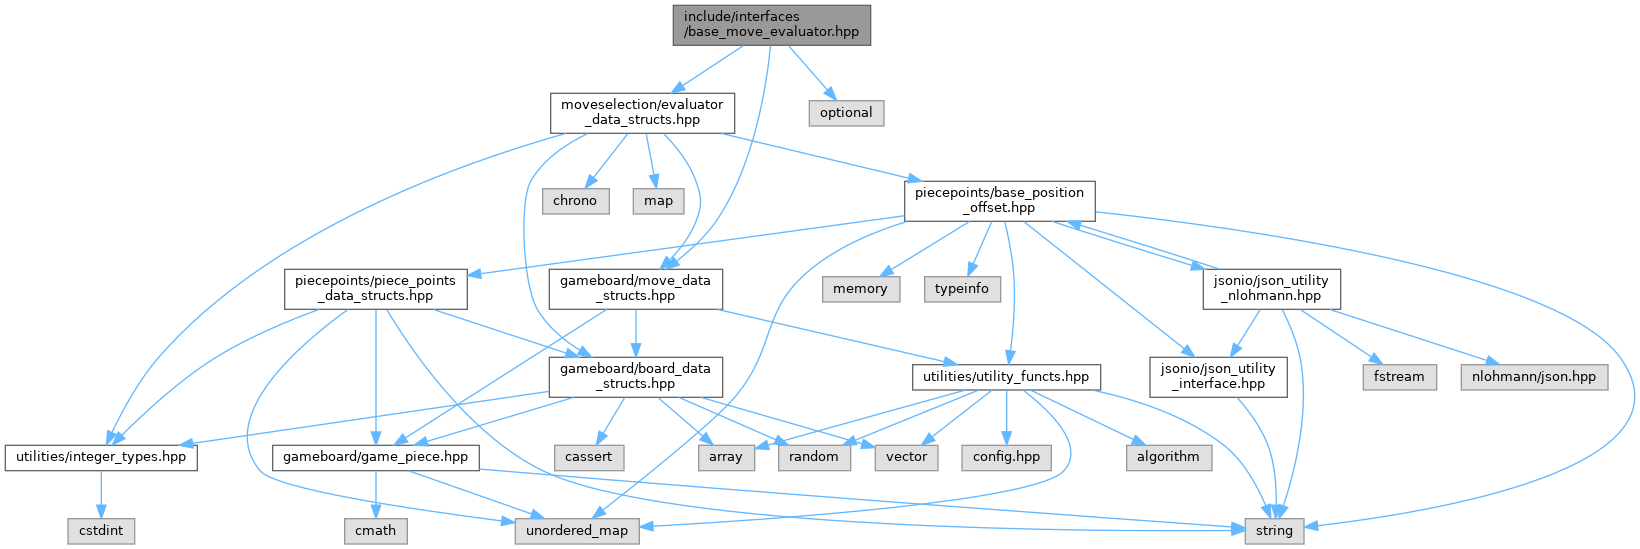 include/interfaces
/base_move_evaluator.hpp
moveselection/evaluator
_data_structs.hpp
optional
chrono
map
piecepoints/base_position
_offset.hpp
piecepoints/piece_points
_data_structs.hpp
gameboard/move_data
_structs.hpp
memory
typeinfo
jsonio/json_utility
_nlohmann.hpp
gameboard/board_data
_structs.hpp
utilities/utility_functs.hpp
jsonio/json_utility
_interface.hpp
fstream
nlohmann/json.hpp
utilities/integer_types.hpp
gameboard/game_piece.hpp
cassert
array
random
vector
config.hpp
algorithm
cstdint
cmath
unordered_map
string